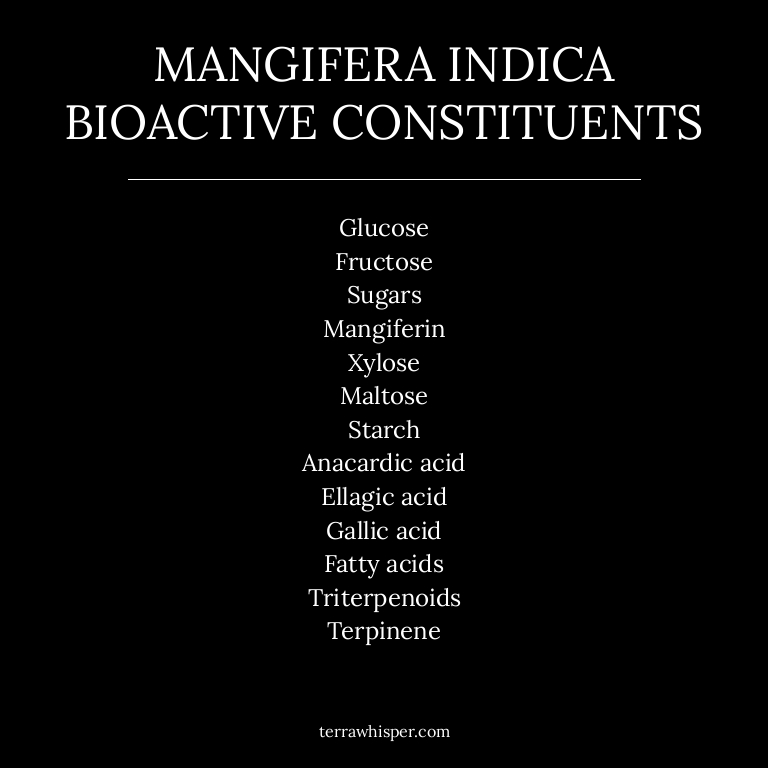 MANGIFERA INDICA
BIOACTIVE CONSTITUENTS
Glucose
Fructose
Sugars
Mangiferin
Xylose
Maltose
Starch
Anacardic acid
Ellagic acid
Gallic acid
Fatty acids
Triterpenoids
Terpinene
terrawhisper.com